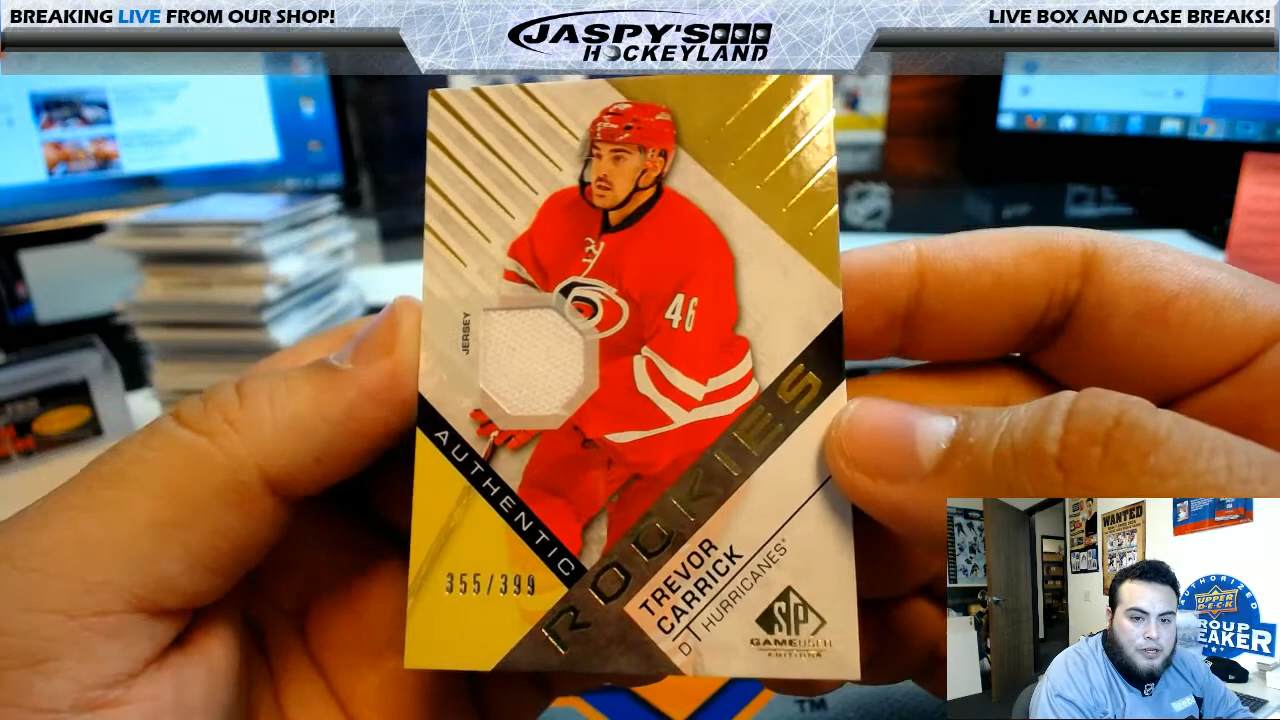 BREAKING LIVE FROM OUR SHOP!
JASPY'S
HOCKEYLAND
LIVE BOX AND CASE BREAKS!
46
JERSEY
AUTHENTIC
ROOKIES
355/399
TREVOR
CARRICK
D | HURRICANES
SP
GAME USED
EDITION
TM
WANTED
AUTHORIZED
UPPER
DECK
GROUP
BREAKER